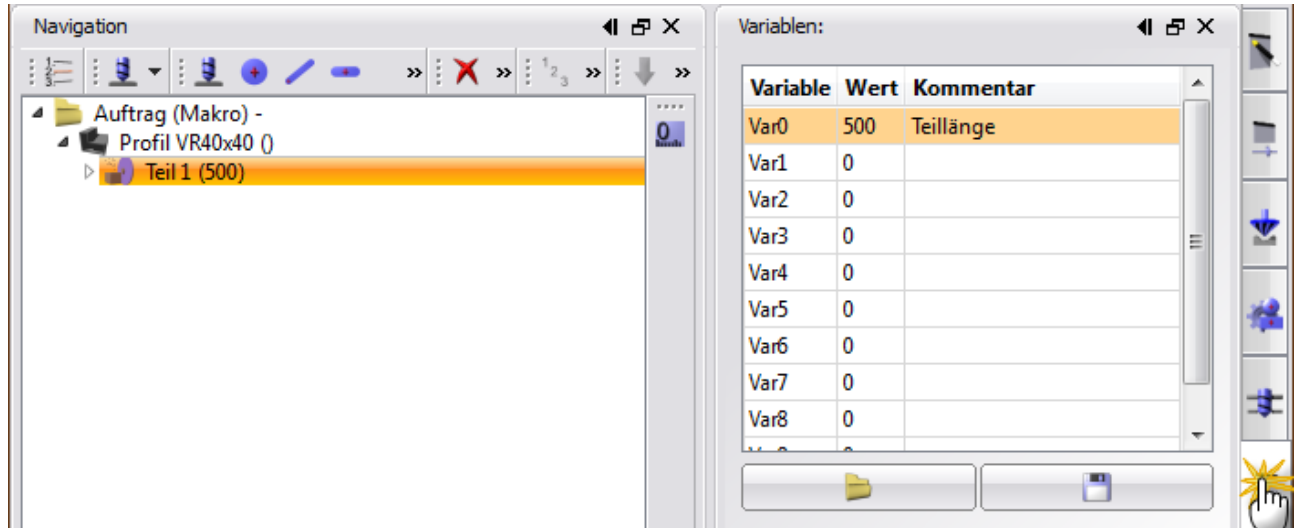 Navigation
Auftrag (Makro) -
Profil VR40x40 ()
Teil 1 (500)
Variablen:
Variable Wert Kommentar
Var0 500 Teillänge
Var1 0
Var2 0
Var3 0
Var4 0
Var5 0
Var6 0
Var7 0
Var8 0